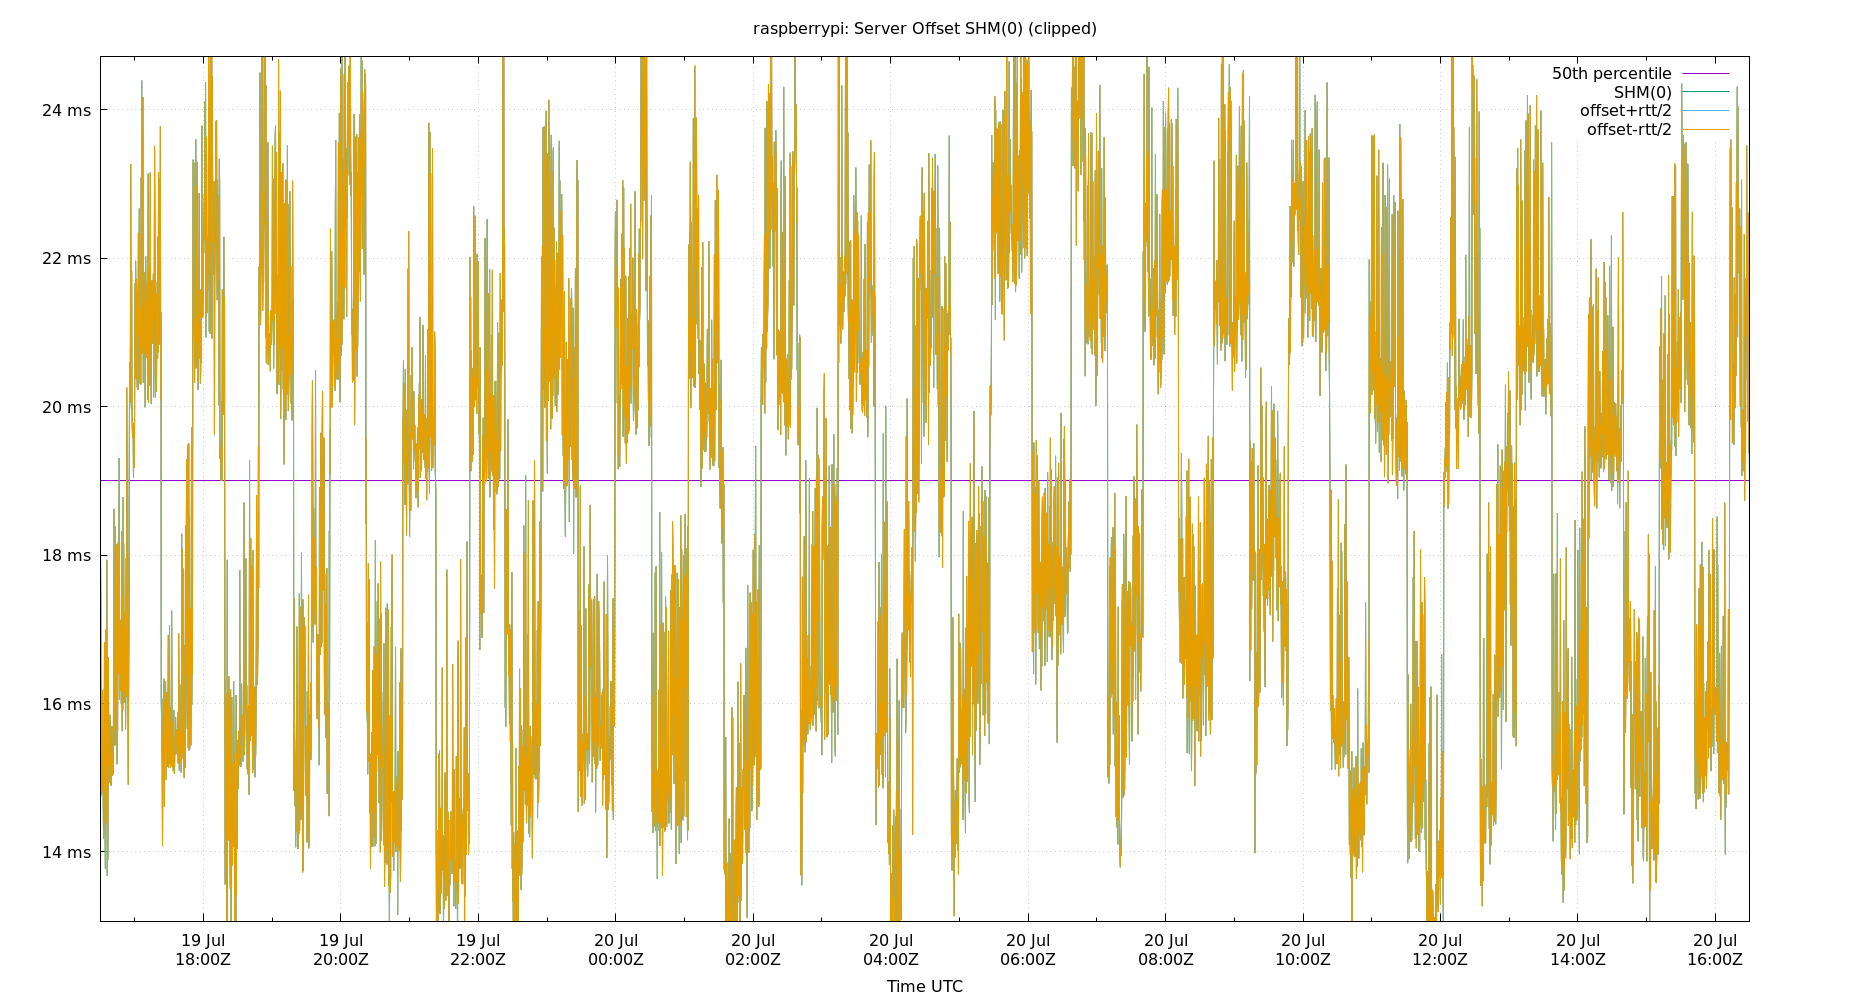 raspberrypi: Server Offset SHM(0) (clipped)
50th percentile
SHM(0)
offset+rtt/2
offset-rtt/2
24 ms
22 ms
20 ms
18 ms
16 ms
14 ms
19 Jul 19 Jul 19 Jul 20 Jul 20 Jul 20 Jul 20 Jul 20 Jul 20 Jul 20 Jul 20 Jul 20 Jul
18:00Z 20:00Z 22:00Z 00:00Z 02:00Z 04:00Z 06:00Z 08:00Z 10:00Z 12:00Z 14:00Z 16:00Z
Time UTC